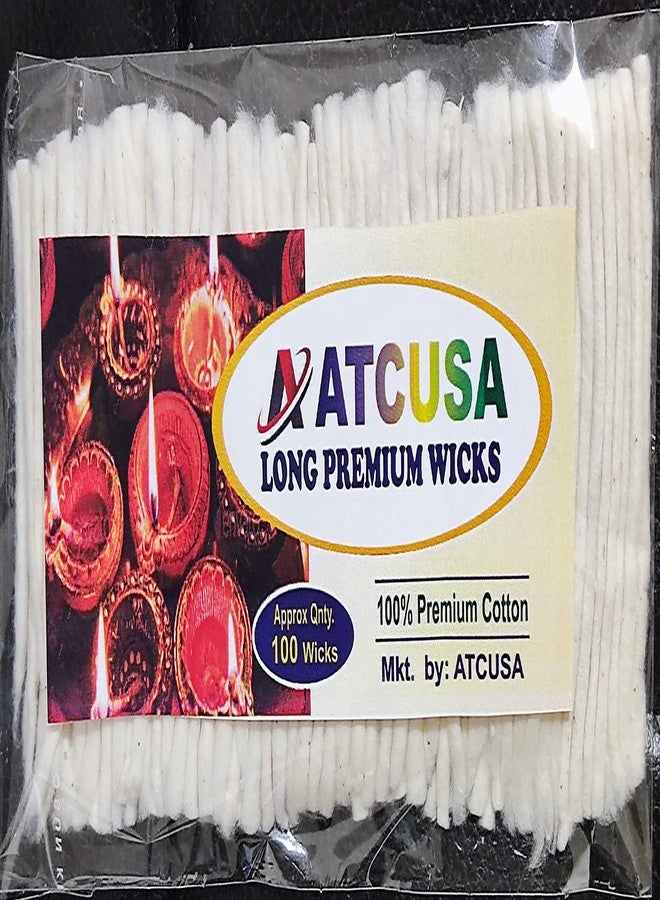 ATCUSA
LONG PREMIUM WICKS
Approx Qnty.
100 Wicks
100% Premium Cotton
Mkt. by: ATCUSA